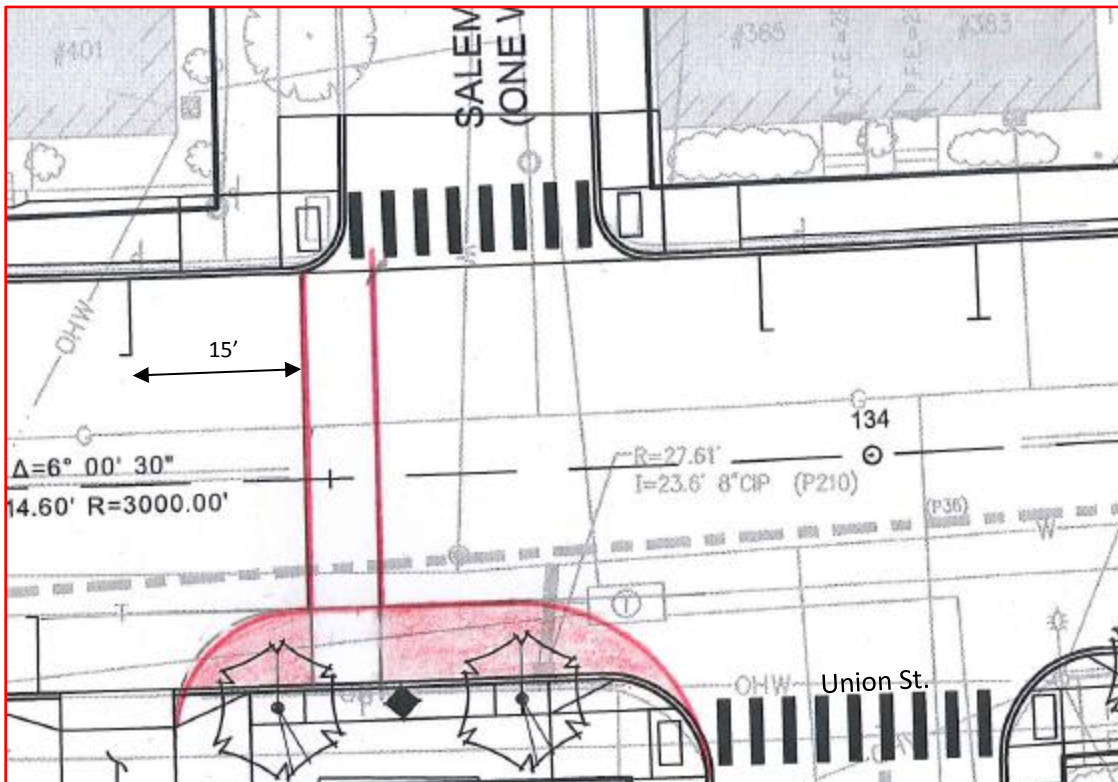 #401
#385
#383
SALEM
(ONE
OHW
15’
G
G
134
Δ=6° 00' 30"
R=27.61'
I=23.6' 8"CIP (P210)
14.60' R=3000.00'
(P36)
W
T
T
OHW
Union St.